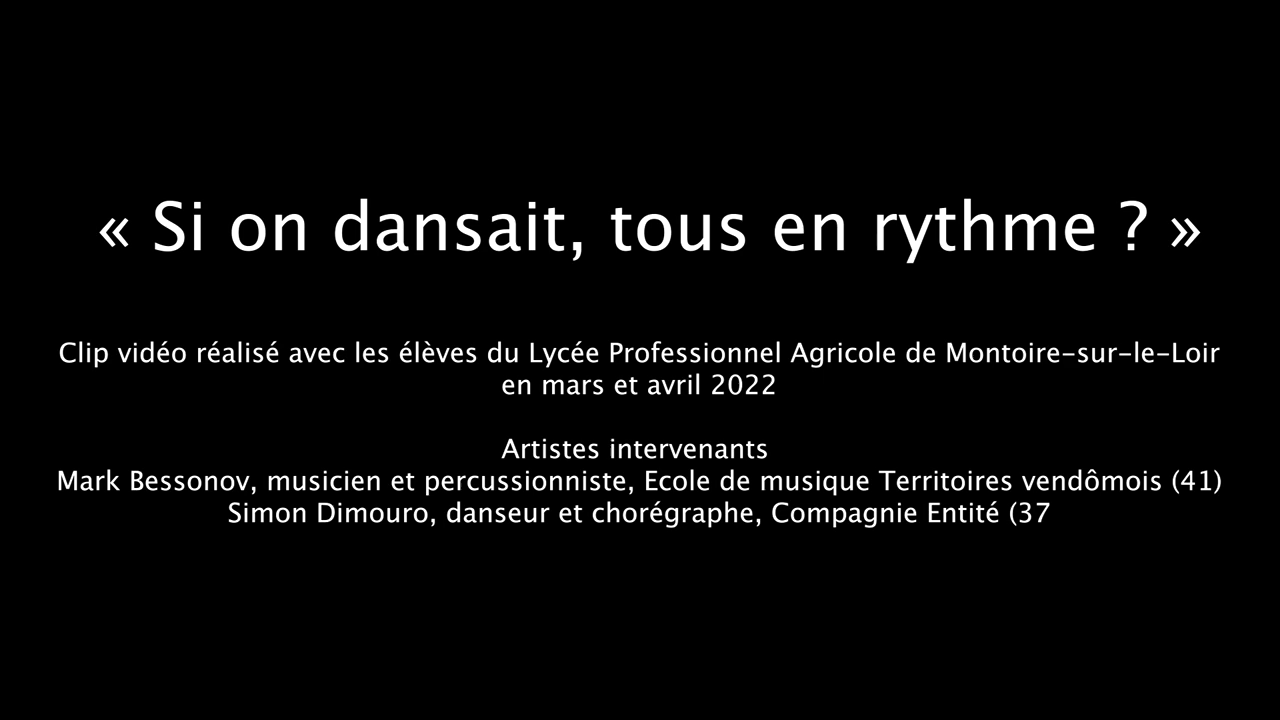 « Si on dansait, tous en rythme ? »
Clip vidéo réalisé avec les élèves du Lycée Professionnel Agricole de Montoire-sur-le-Loir
en mars et avril 2022
Artistes intervenants
Mark Bessonov, musicien et percussionniste, Ecole de musique Territoires vendômois (41)
Simon Dimouro, danseur et chorégraphe, Compagnie Entité (37